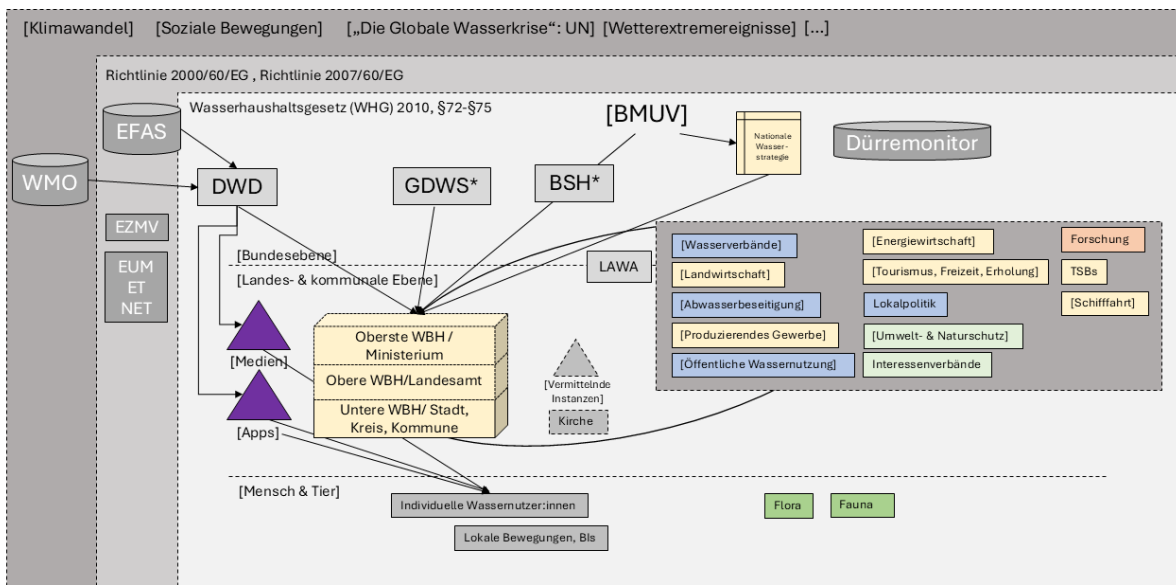 [Klimawandel] [Soziale Bewegungen] [„Die Globale Wasserkrise“: UN] [Wetterextremereignisse] [...]
Richtlinie 2000/60/EG , Richtlinie 2007/60/EG
Wasserhaushaltsgesetz (WHG) 2010, §72-§75
EFAS
[BMUV]
Nationale
Wasser-
strategie
Dürremonitor
WMO
DWD
GDWS*
BSH*
EZMV
EUM
ET
NET
[Bundesebene]
LAWA
[Landes- & kommunale Ebene]
[Wasserverbände]
[Energiewirtschaft]
Forschung
[Landwirtschaft]
[Tourismus, Freizeit, Erholung]
TSBs
[Abwasserbeseitigung]
Lokalpolitik
[Schifffahrt]
[Produzierendes Gewerbe]
[Umwelt- & Naturschutz]
[Öffentliche Wassernutzung]
Interessenverbände
[Medien]
[Apps]
Oberste WBH /
Ministerium
Obere WBH/Landesamt
Untere WBH/ Stadt,
Kreis, Kommune
[Vermittelnde
Instanzen]
Kirche
[Mensch & Tier]
Individuelle Wassernutzer:innen
Lokale Bewegungen, BIs
Flora
Fauna